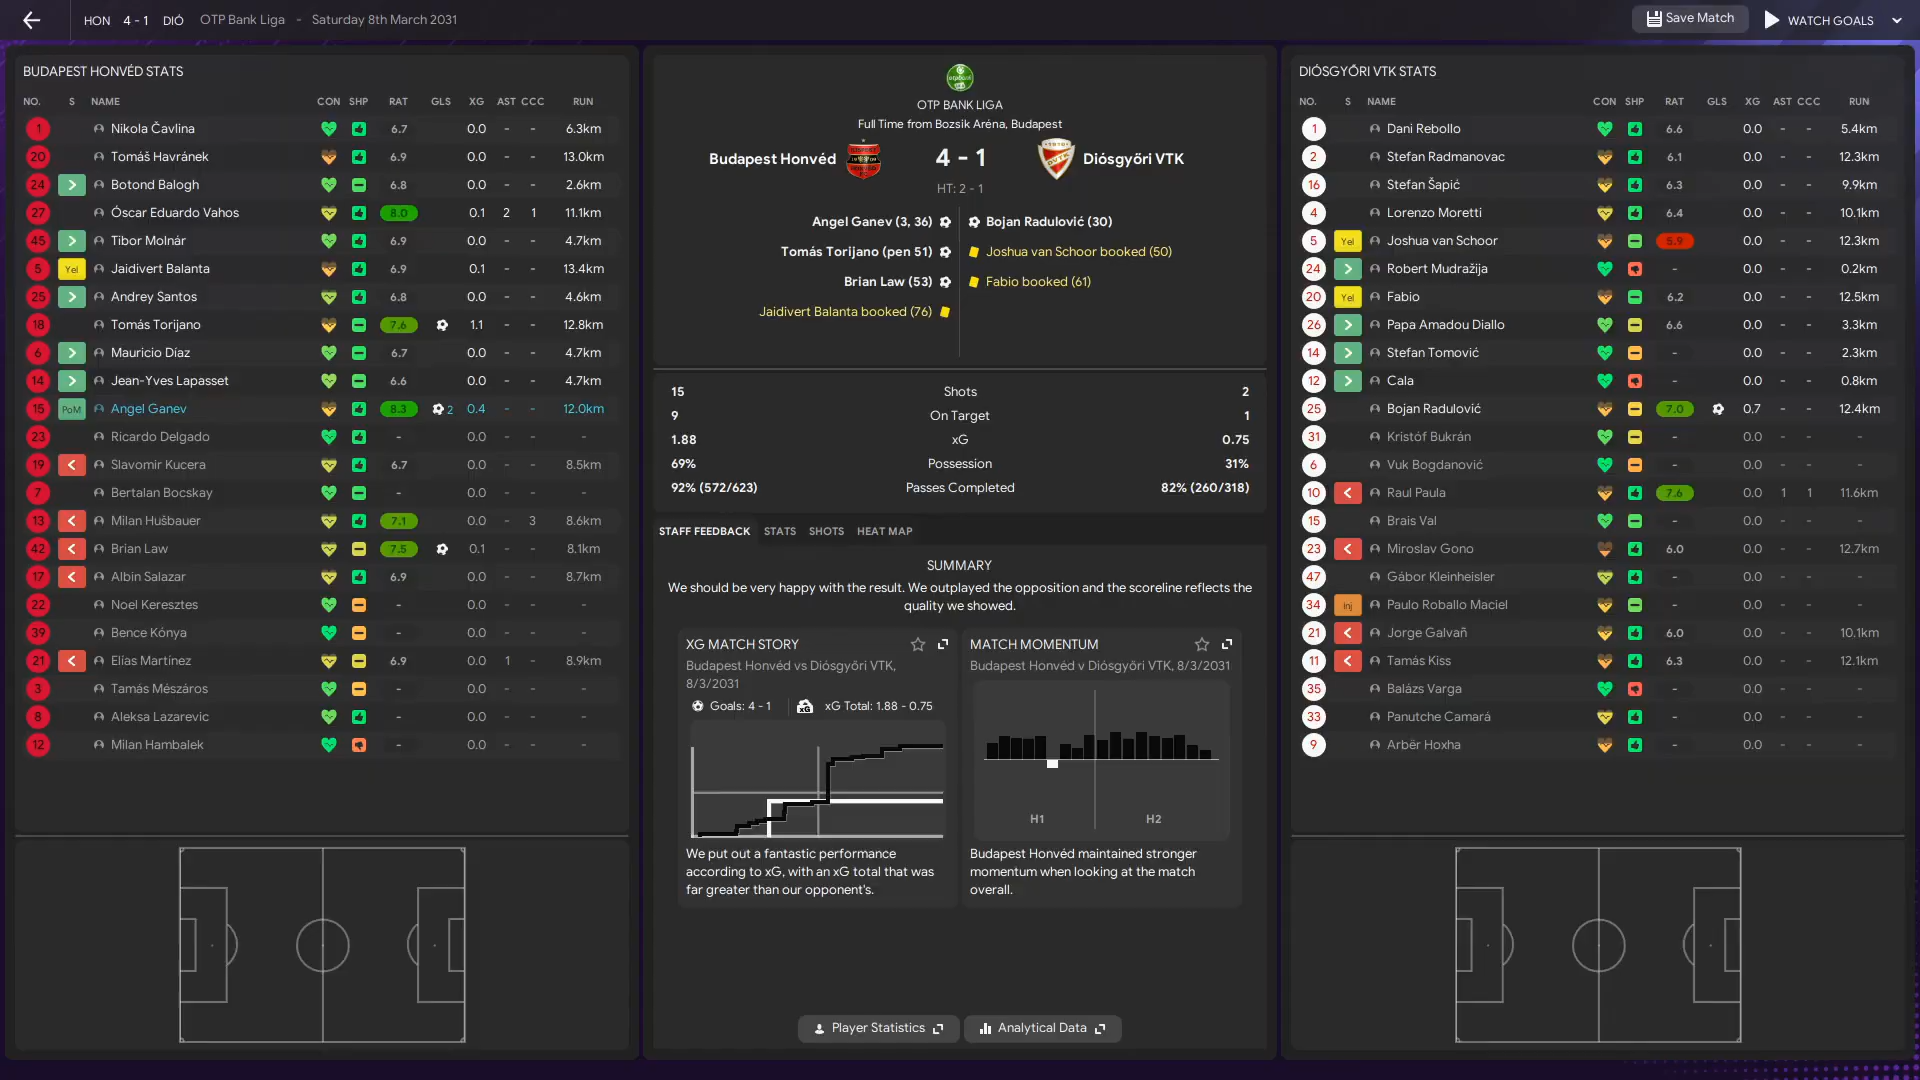 HON 4 - 1 DIÓ OTP Bank Liga - Saturday 8th March 2031 Save Match WATCH GOALS
BUDAPEST HONVÉD STATS
NO. S NAME CON SHP RAT GLS XG AST CCC RUN
1 Nikola Čavlina 6.7 0.0 - - 6.3km
20 Tomáš Havránek 6.9 0.0 - - 13.0km
24 Botond Balogh 6.8 0.0 - - 2.6km
27 Óscar Eduardo Vahos 8.0 0.1 2 1 11.1km
45 Tibor Molnár 6.9 0.0 - - 4.7km
5 Yel Jaidivert Balanta 6.9 0.1 - - 13.4km
25 Andrey Santos 6.8 0.0 - - 4.6km
18 Tomás Torijano 7.6 1.1 - - 12.8km
6 Mauricio Díaz 6.7 0.0 - - 4.7km
14 Jean-Yves Lapasset 6.6 0.0 - - 4.7km
15 PoM Angel Ganev 8.3 2 0.4 - - 12.0km
23 Ricardo Delgado - 0.0 - - -
19 Slavomir Kucera 6.7 0.0 - - 8.5km
7 Bertalan Bocskay - 0.0 - - -
13 Milan Hušbauer 7.1 0.0 - 3 8.6km
42 Brian Law 7.5 0.1 - - 8.1km
17 Albin Salazar 6.9 0.0 - - 8.7km
22 Noel Keresztes - 0.0 - - -
39 Bence Kónya - 0.0 - - -
21 Elías Martínez 6.9 0.0 1 - 8.9km
3 Tamás Mészáros - 0.0 - - -
8 Aleksa Lazarevic - 0.0 - - -
12 Milan Hambalek - 0.0 - - -
OTP BANK LIGA
Full Time from Bozsik Aréna, Budapest
Budapest Honvéd 4 - 1 Diósgyőri VTK
HT: 2 - 1
Angel Ganev (3, 36) Bojan Radulović (30)
Tomás Torijano (pen 51) Joshua van Schoor booked (50)
Brian Law (53) Fabio booked (61)
Jaidivert Balanta booked (76)
15 Shots 2
9 On Target 1
1.88 xG 0.75
69% Possession 31%
92% (572/623) Passes Completed 82% (260/318)
STAFF FEEDBACK STATS SHOTS HEAT MAP
SUMMARY
We should be very happy with the result. We outplayed the opposition and the scoreline reflects the
quality we showed.
XG MATCH STORY
Budapest Honvéd vs Diósgyőri VTK,
8/3/2031
Goals: 4 - 1 xG xG Total: 1.88 - 0.75
We put out a fantastic performance
according to xG, with an xG total that was
far greater than our opponent's.
MATCH MOMENTUM
Budapest Honvéd v Diósgyőri VTK, 8/3/2031
H1 H2
Budapest Honvéd maintained stronger
momentum when looking at the match
overall.
Player Statistics Analytical Data
DIÓSGYŐRI VTK STATS
NO. S NAME CON SHP RAT GLS XG AST CCC RUN
1 Dani Rebollo 6.6 0.0 - - 5.4km
2 Stefan Radmanovac 6.1 0.0 - - 12.3km
16 Stefan Šapić 6.3 0.0 - - 9.9km
4 Lorenzo Moretti 6.4 0.0 - - 10.1km
5 Yel Joshua van Schoor 5.9 0.0 - - 12.3km
24 Robert Mudražija - 0.0 - - 0.2km
20 Yel Fabio 6.2 0.0 - - 12.5km
26 Papa Amadou Diallo 6.6 0.0 - - 3.3km
14 Stefan Tomović - 0.0 - - 2.3km
12 Cala - 0.0 - - 0.8km
25 Bojan Radulović 7.0 0.7 - - 12.4km
31 Kristóf Bukrán - 0.0 - - -
6 Vuk Bogdanović - 0.0 - - -
10 Raul Paula 7.6 0.0 1 1 11.6km
15 Brais Val - 0.0 - - -
23 Miroslav Gono 6.0 0.0 - - 12.7km
47 Gábor Kleinheisler - 0.0 - - -
34 Inj Paulo Roballo Maciel - 0.0 - - -
21 Jorge Galvañ 6.0 0.0 - - 10.1km
11 Tamás Kiss 6.3 0.0 - - 12.1km
35 Balázs Varga - 0.0 - - -
33 Panutche Camará - 0.0 - - -
9 Arbër Hoxha - 0.0 - - -